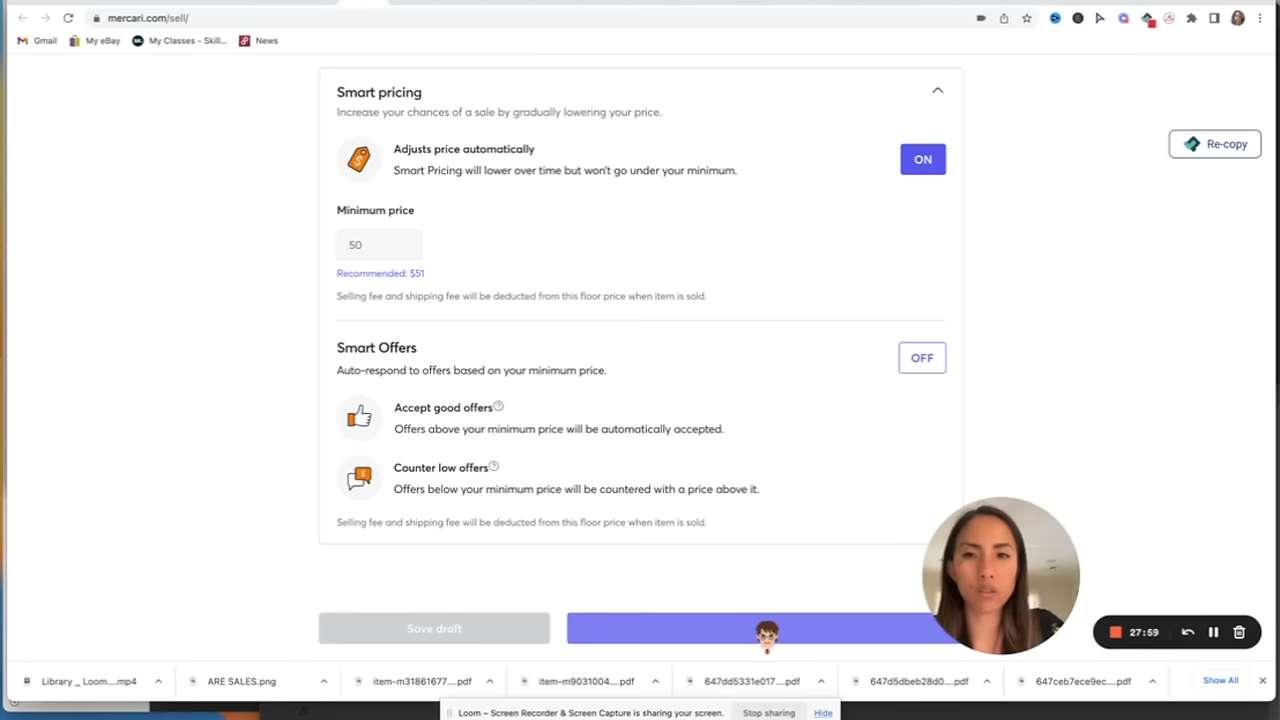 mercari.com/sell/
Gmail
My eBay
My Classes - Skill...
News
Smart pricing
Increase your chances of a sale by gradually lowering your price.
Adjusts price automatically
Smart Pricing will lower over time but won't go under your minimum.
ON
Re-copy
Minimum price
50
Recommended: $51
Selling fee and shipping fee will be deducted from this floor price when item is sold.
Smart Offers
Auto-respond to offers based on your minimum price.
OFF
Accept good offers
Offers above your minimum price will be automatically accepted.
Counter low offers
Offers below your minimum price will be countered with a price above it.
Selling fee and shipping fee will be deducted from this floor price when item is sold.
Save draft
27:59
Library _ Loom....mp4
ARE SALES.png
item-m31861677....pdf
item-m9031004....pdf
647dd5331e017....pdf
647d5dbeb28d0....pdf
647ceb7ece9ec....pdf
Show All
Loom – Screen Recorder & Screen Capture is sharing your screen.
Stop sharing
Hide